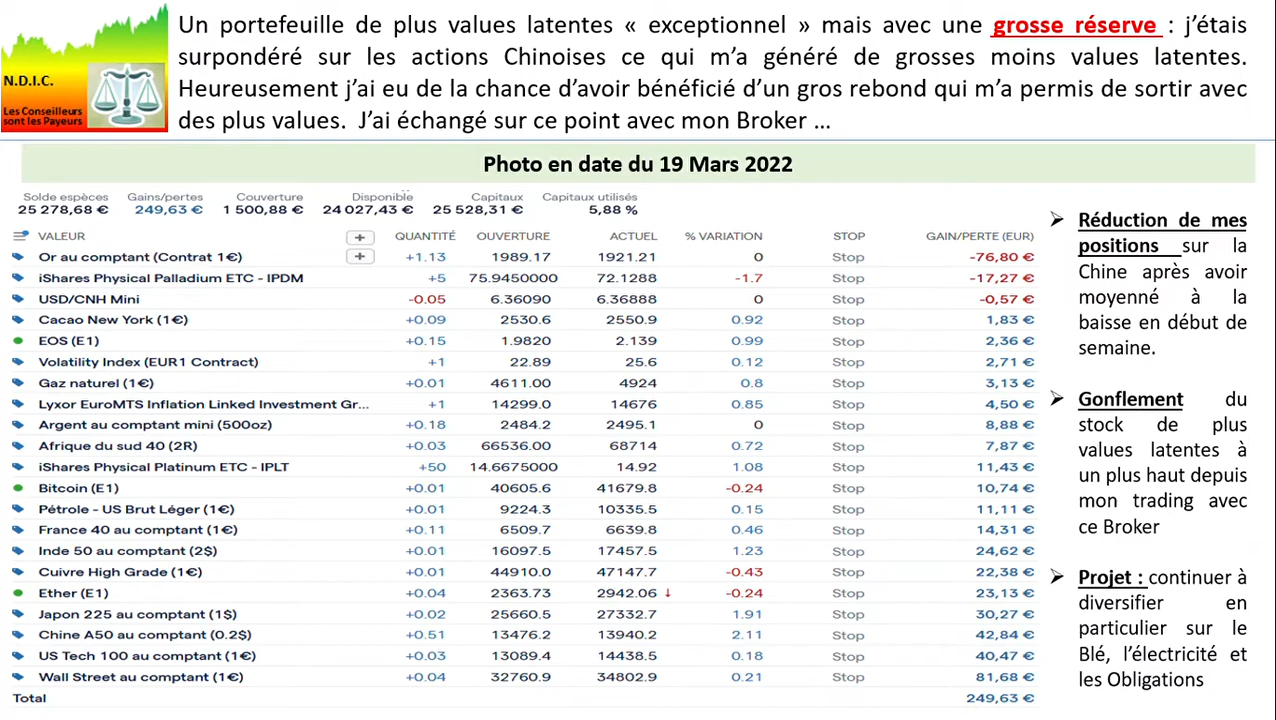 Un portefeuille de plus values latentes « exceptionnel » mais avec une grosse réserve : j’étais
surpondéré sur les actions Chinoises ce qui m’a généré de grosses moins values latentes.
Heureusement j’ai eu de la chance d’avoir bénéficié d’un gros rebond qui m’a permis de sortir avec
des plus values. J’ai échangé sur ce point avec mon Broker …
N.D.I.C.
Les Conseilleurs
sont les Payeurs
Photo en date du 19 Mars 2022
Solde espèces Gains/pertes Couverture Disponible Capitaux Capitaux utilisés
25 278,68 € 249,63 € 1 500,88 € 24 027,43 € 25 528,31 € 5,88 %
VALEUR + QUANTITÉ OUVERTURE ACTUEL % VARIATION STOP GAIN/PERTE (EUR)
Or au comptant (Contrat 1€) + +1.13 1989.17 1921.21 0 Stop -76,80 €
iShares Physical Palladium ETC - IPDM +5 75.9450000 72.1288 -1.7 Stop -17,27 €
USD/CNH Mini -0.05 6.36090 6.36888 0 Stop -0,57 €
Cacao New York (1€) +0.09 2530.6 2550.9 0.92 Stop 1,83 €
EOS (E1) +0.15 1.9820 2.139 0.99 Stop 2,36 €
Volatility Index (EUR1 Contract) +1 22.89 25.6 0.12 Stop 2,71 €
Gaz naturel (1€) +0.01 4611.00 4924 0.8 Stop 3,13 €
Lyxor EuroMTS Inflation Linked Investment Gr... +1 14299.0 14676 0.85 Stop 4,50 €
Argent au comptant mini (500oz) +0.18 2484.2 2495.1 0 Stop 8,88 €
Afrique du sud 40 (2R) +0.03 66536.00 68714 0.72 Stop 7,87 €
iShares Physical Platinum ETC - IPLT +50 14.6675000 14.92 1.08 Stop 11,43 €
Bitcoin (E1) +0.01 40605.6 41679.8 -0.24 Stop 10,74 €
Pétrole - US Brut Léger (1€) +0.01 9224.3 10335.5 0.15 Stop 11,11 €
France 40 au comptant (1€) +0.11 6509.7 6639.8 0.46 Stop 14,31 €
Inde 50 au comptant (2$) +0.01 16097.5 17457.5 1.23 Stop 24,62 €
Cuivre High Grade (1€) +0.01 44910.0 47147.7 -0.43 Stop 22,38 €
Ether (E1) +0.04 2363.73 2942.06 ↓ -0.24 Stop 23,13 €
Japon 225 au comptant (1$) +0.02 25660.5 27332.7 1.91 Stop 30,27 €
Chine A50 au comptant (0.2$) +0.51 13476.2 13940.2 2.11 Stop 42,84 €
US Tech 100 au comptant (1€) +0.03 13089.4 14438.5 0.18 Stop 40,47 €
Wall Street au comptant (1€) +0.04 32760.9 34802.9 0.21 Stop 81,68 €
Total 249,63 €
➢ Réduction de mes
positions sur la
Chine après avoir
moyenné à la
baisse en début de
semaine.
➢ Gonflement du
stock de plus
values latentes à
un plus haut depuis
mon trading avec
ce Broker
➢ Projet : continuer à
diversifier en
particulier sur le
Blé, l’électricité et
les Obligations